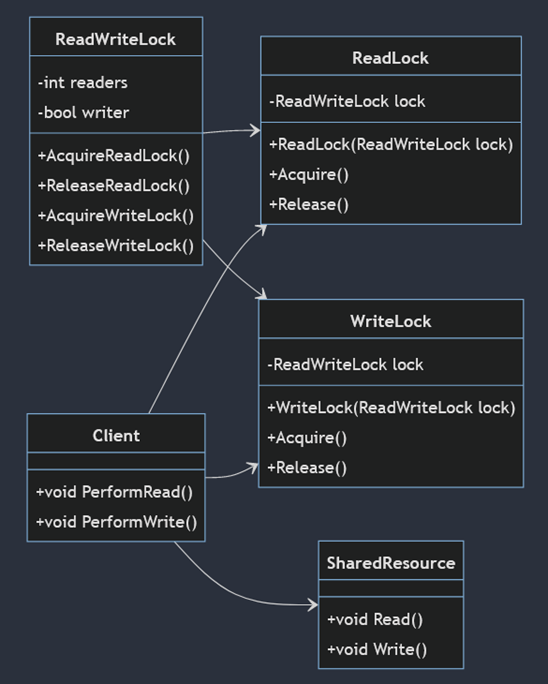 ReadWriteLock
-int readers
-bool writer
+AcquireReadLock()
+ReleaseReadLock()
+AcquireWriteLock()
+ReleaseWriteLock()
ReadLock
-ReadWriteLock lock
+ReadLock(ReadWriteLock lock)
+Acquire()
+Release()
WriteLock
-ReadWriteLock lock
+WriteLock(ReadWriteLock lock)
+Acquire()
+Release()
Client
+void PerformRead()
+void PerformWrite()
SharedResource
+void Read()
+void Write()